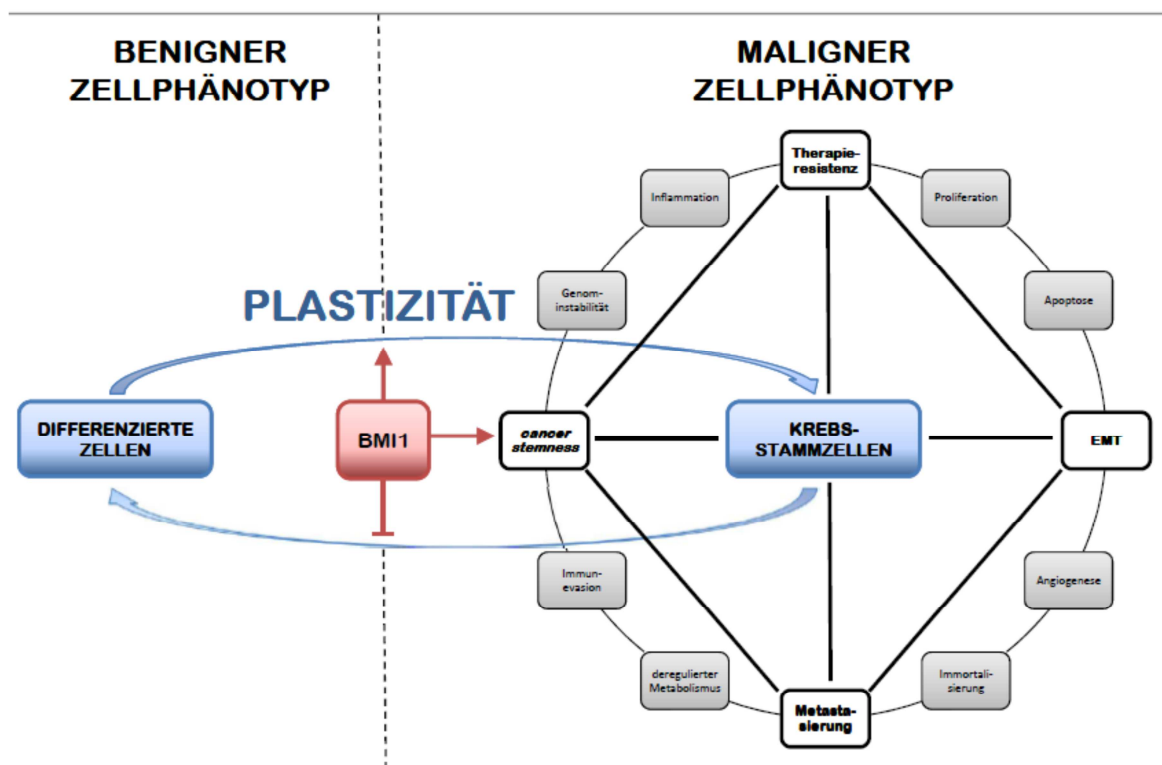 BENIGNER
ZELLPHÄNOTYP
MALIGNER
ZELLPHÄNOTYP
Therapie-
resistenz
Inflammation
Proliferation
Genom-
instabilität
Apoptose
PLASTIZITÄT
DIFFERENZIERTE
ZELLEN
BMI1
cancer
stemness
KREBS-
STAMMZELLEN
EMT
Immun-
evasion
Angiogenese
deregulierter
Metabolismus
Immortali-
sierung
Metasta-
sierung